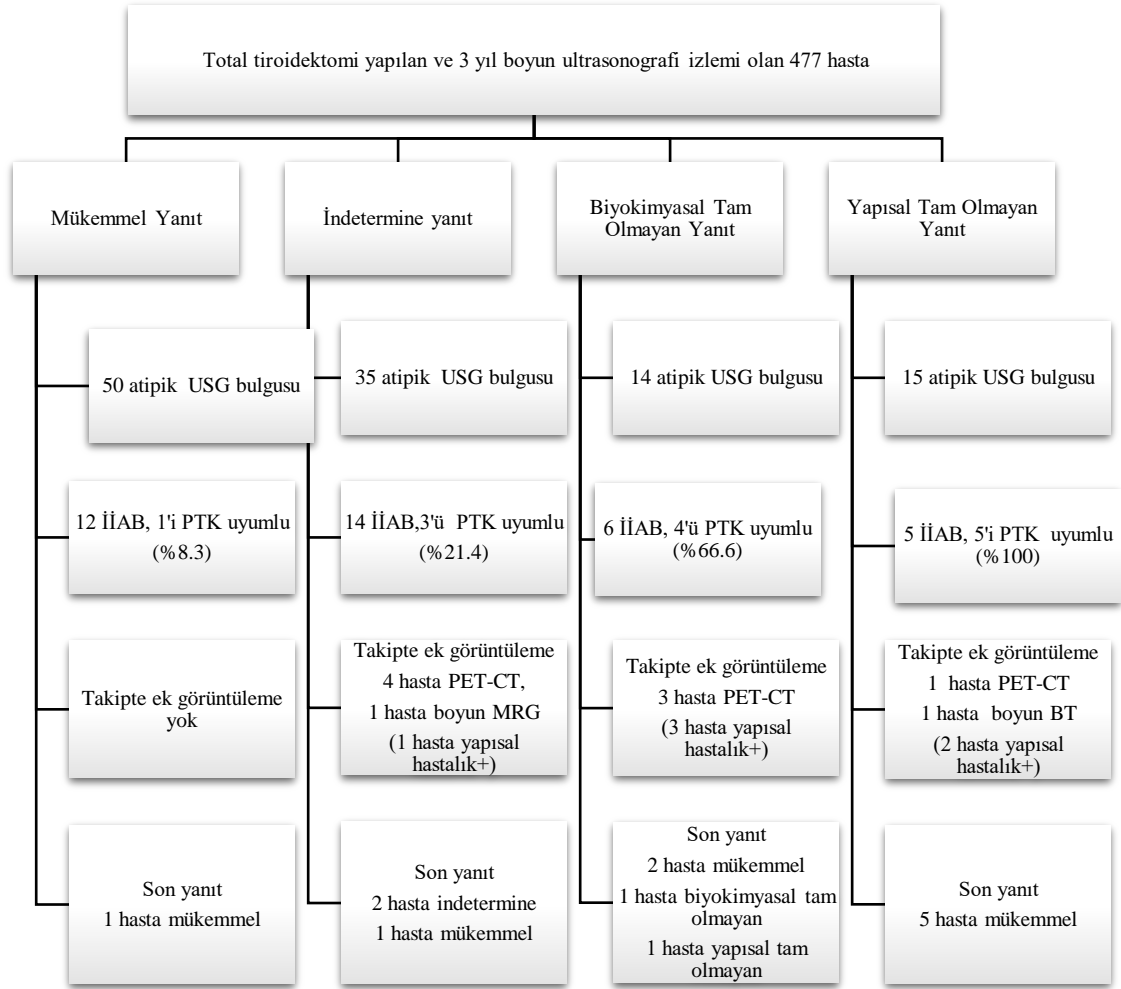 Total tiroidektomi yapılan ve 3 yıl boyun ultrasonografi izlemi olan 477 hasta
Mükemmel Yanıt
İndetermine yanıt
Biyokimyasal Tam
Olmayan Yanıt
Yapısal Tam Olmayan
Yanıt
50 atipik USG bulgusu
35 atipik USG bulgusu
14 atipik USG bulgusu
15 atipik USG bulgusu
12 İİAB, 1'i PTK uyumlu
(%8.3)
14 İİAB,3'ü PTK uyumlu
(%21.4)
6 İİAB, 4'ü PTK uyumlu
(%66.6)
5 İİAB, 5'i PTK uyumlu
(%100)
Takipte ek görüntüleme
yok
Takipte ek görüntüleme
4 hasta PET-CT,
1 hasta boyun MRG
(1 hasta yapısal
hastalık+)
Takipte ek görüntüleme
3 hasta PET-CT
(3 hasta yapısal
hastalık+)
Takipte ek görüntüleme
1 hasta PET-CT
1 hasta boyun BT
(2 hasta yapısal
hastalık+)
Son yanıt
1 hasta mükemmel
Son yanıt
2 hasta indetermine
1 hasta mükemmel
Son yanıt
2 hasta mükemmel
1 hasta biyokimyasal tam
olmayan
1 hasta yapısal tam
olmayan
Son yanıt
5 hasta mükemmel